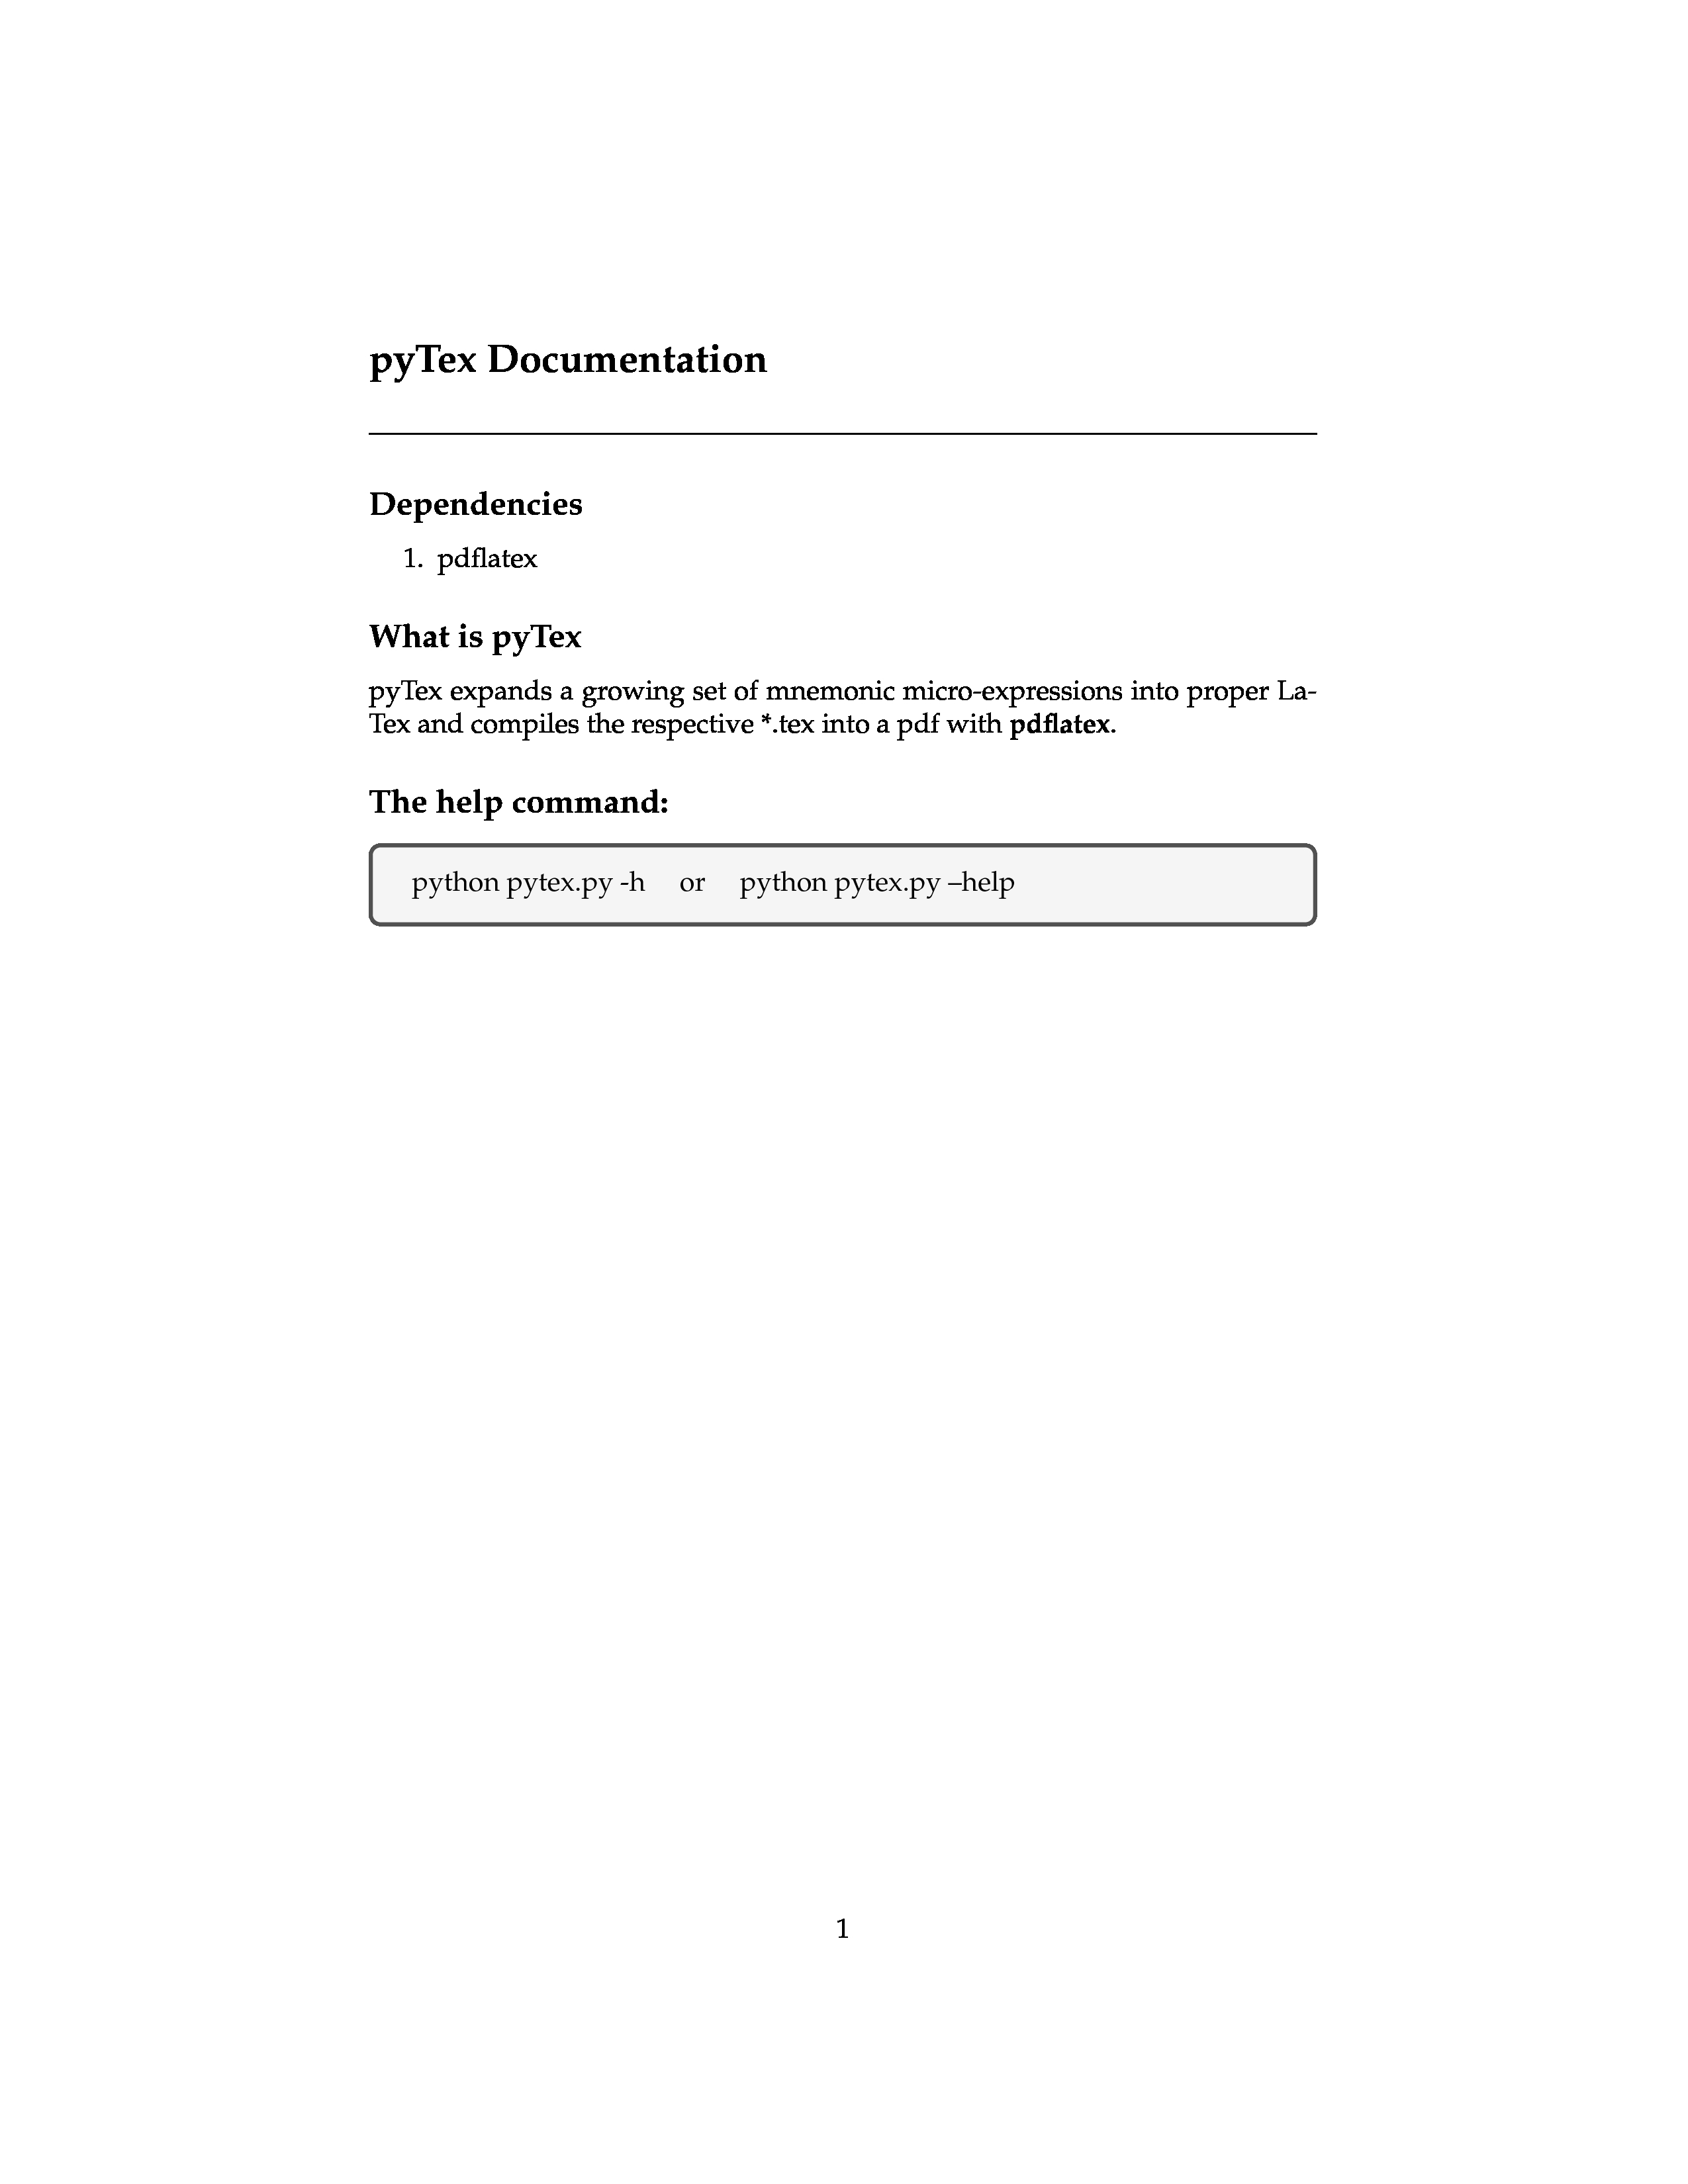 pyTex Documentation
Dependencies
1. pdflatex
What is pyTex
pyTex expands a growing set of mnemonic micro-expressions into proper La-
Tex and compiles the respective *.tex into a pdf with pdflatex.
The help command:
python pytex.py -h or python pytex.py –help
1